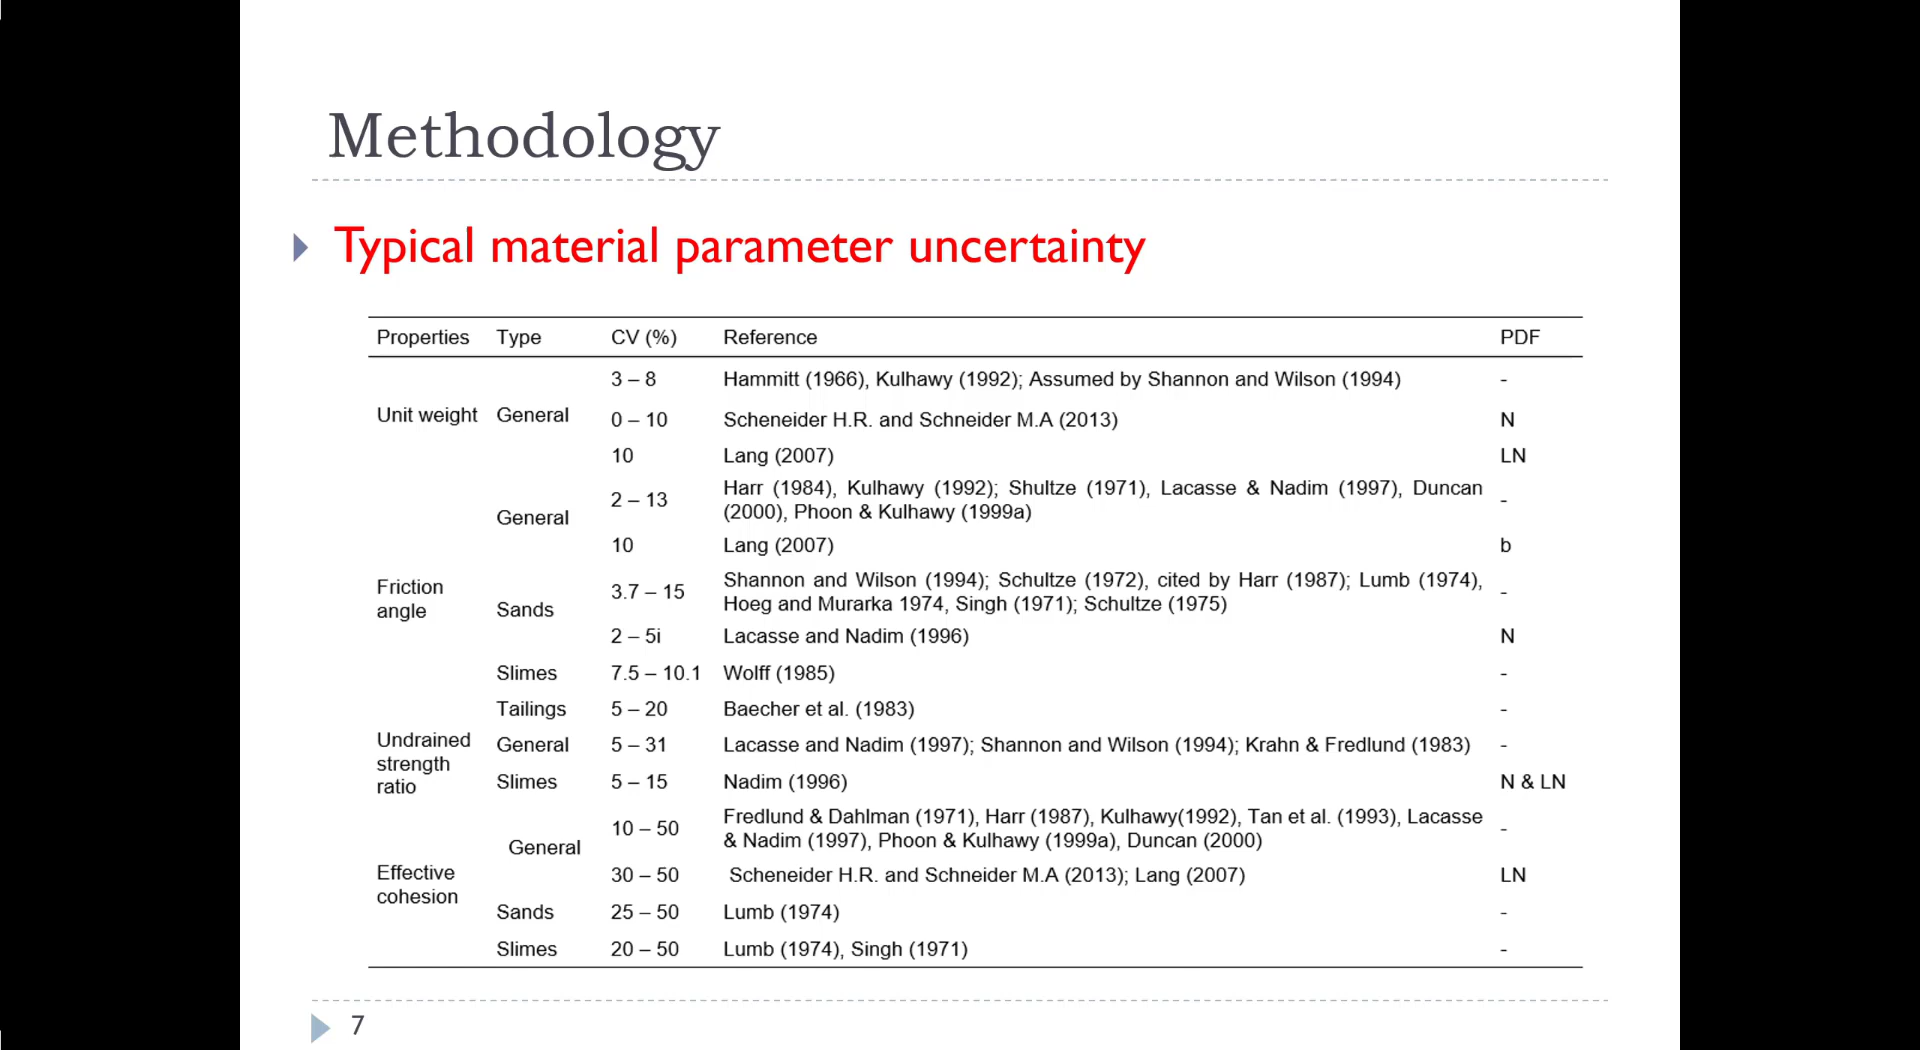 Methodology
Typical material parameter uncertainty
Properties Type CV (%) Reference PDF
3 – 8 Hammitt (1966), Kulhawy (1992); Assumed by Shannon and Wilson (1994) -
Unit weight General
0 – 10 Scheneider H.R. and Schneider M.A (2013) N
10 Lang (2007) LN
Harr (1984), Kulhawy (1992); Shultze (1971), Lacasse & Nadim (1997), Duncan
2 – 13 -
(2000), Phoon & Kulhawy (1999a)
General
10 Lang (2007) b
Shannon and Wilson (1994); Schultze (1972), cited by Harr (1987); Lumb (1974),
Friction
3.7 – 15 -
Hoeg and Murarka 1974, Singh (1971); Schultze (1975)
angle Sands
2 – 5i Lacasse and Nadim (1996) N
Slimes 7.5 – 10.1 Wolff (1985) -
Tailings 5 – 20 Baecher et al. (1983) -
Undrained General 5 – 31 Lacasse and Nadim (1997); Shannon and Wilson (1994); Krahn & Fredlund (1983) -
strength
ratio Slimes 5 – 15 Nadim (1996) N & LN
Fredlund & Dahlman (1971), Harr (1987), Kulhawy(1992), Tan et al. (1993), Lacasse
10 – 50 -
& Nadim (1997), Phoon & Kulhawy (1999a), Duncan (2000)
General
Effective 30 – 50 Scheneider H.R. and Schneider M.A (2013); Lang (2007) LN
cohesion
Sands 25 – 50 Lumb (1974) -
Slimes 20 – 50 Lumb (1974), Singh (1971) -
7